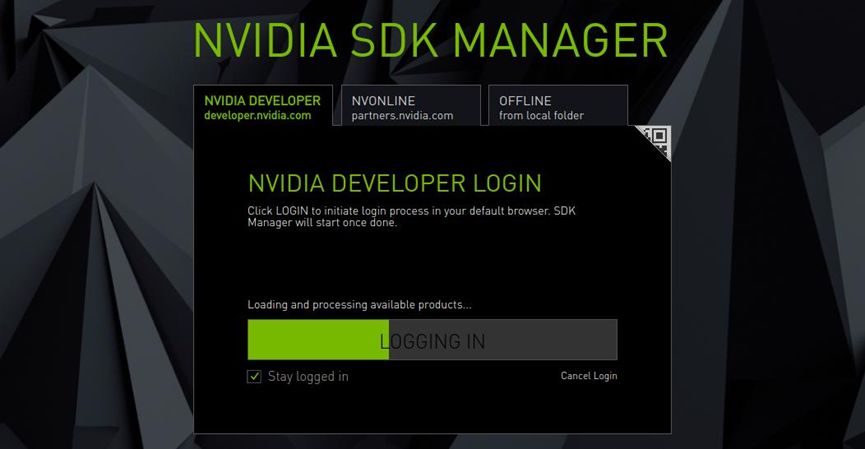 NVIDIA SDK MANAGER
NVIDIA DEVELOPER
developer.nvidia.com
NVONLINE
partners.nvidia.com
OFFLINE
from local folder
NVIDIA DEVELOPER LOGIN
Click LOGIN to initiate login process in your default browser. SDK
Manager will start once done.
Loading and processing available products...
LOGGING IN
Stay logged in
Cancel Login